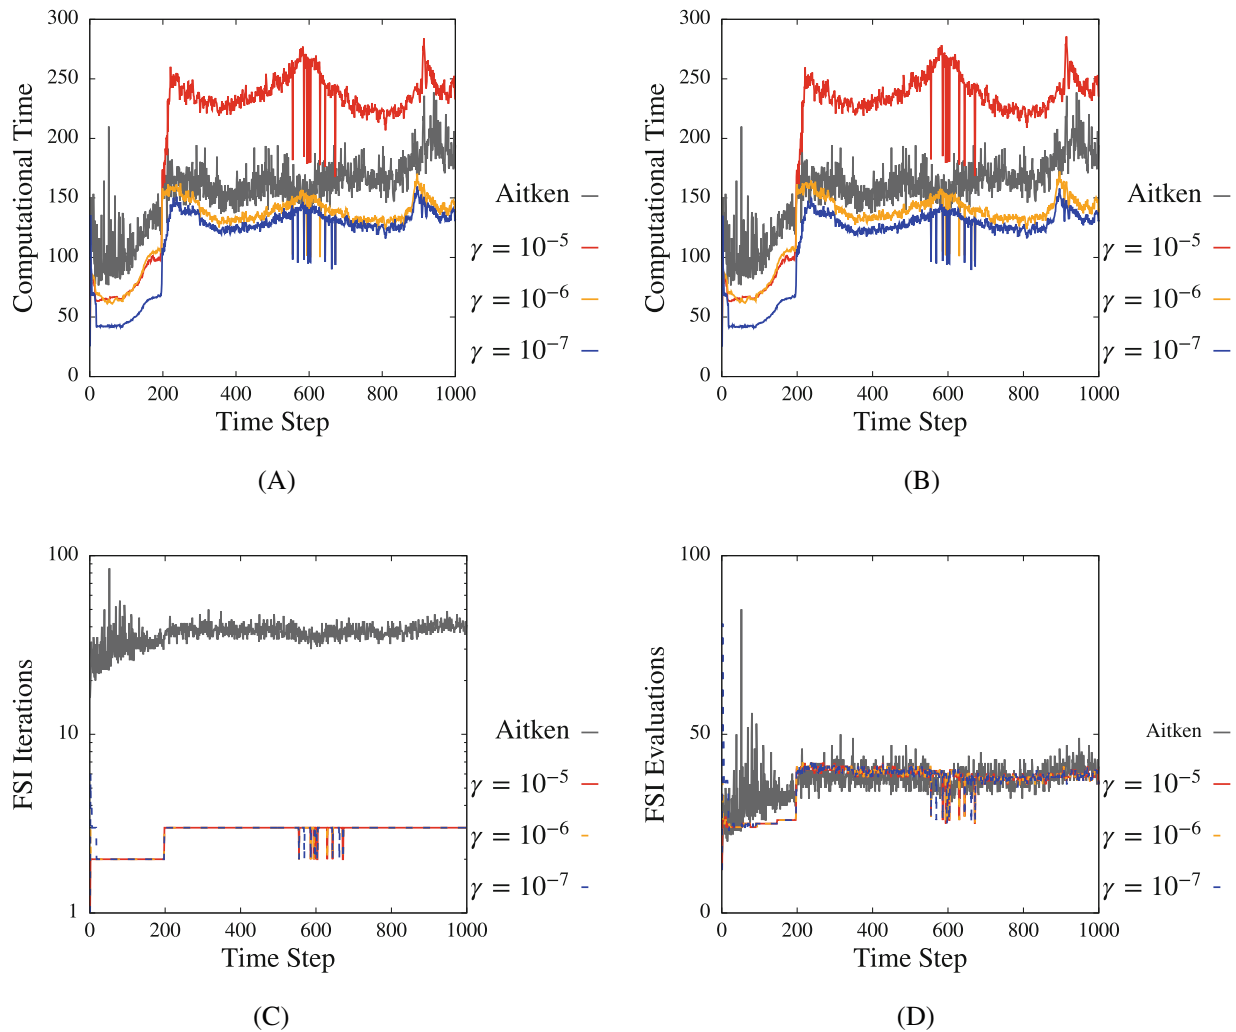 300
250
200
150
100
50
0
0 200 400 600 800 1000
Computational Time
Time Step
Aitken
γ = 10⁻⁵
γ = 10⁻⁶
γ = 10⁻⁷
(A)
300
250
200
150
100
50
0
0 200 400 600 800 1000
Computational Time
Time Step
Aitken
γ = 10⁻⁵
γ = 10⁻⁶
γ = 10⁻⁷
(B)
100
10
1
0 200 400 600 800 1000
FSI Iterations
Time Step
Aitken
γ = 10⁻⁵
γ = 10⁻⁶
γ = 10⁻⁷
(C)
100
50
0
0 200 400 600 800 1000
FSI Evaluations
Time Step
Aitken
γ = 10⁻⁵
γ = 10⁻⁶
γ = 10⁻⁷
(D)